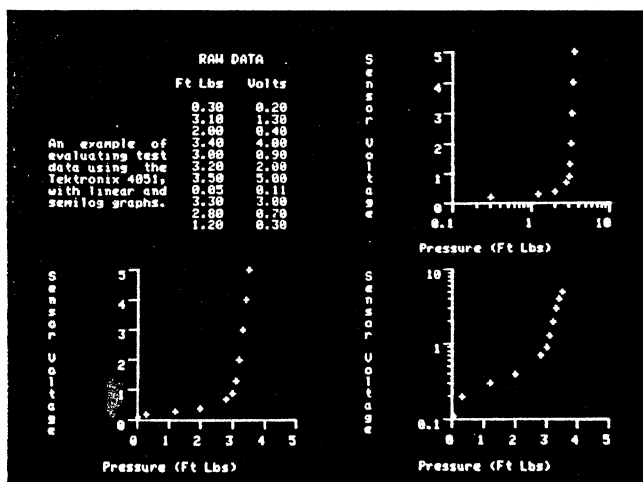 RAW DATA
Ft Lbs Volts
0.30 0.20
3.10 1.30
2.00 0.40
3.40 4.00
3.00 0.90
3.20 2.00
3.50 5.00
0.05 0.11
3.30 3.00
2.80 0.70
1.20 0.30
An example of
evaluating test
data using the
Tektronix 4051,
with linear and
semilog graphs.
Sensor Voltage
5
4
3
2
1
0
0.1 1 10
Pressure (Ft Lbs)
Sensor Voltage
5
4
3
2
1
0
0 1 2 3 4 5
Pressure (Ft Lbs)
Sensor Voltage
10
1
0.1
0 1 2 3 4 5
Pressure (Ft Lbs)